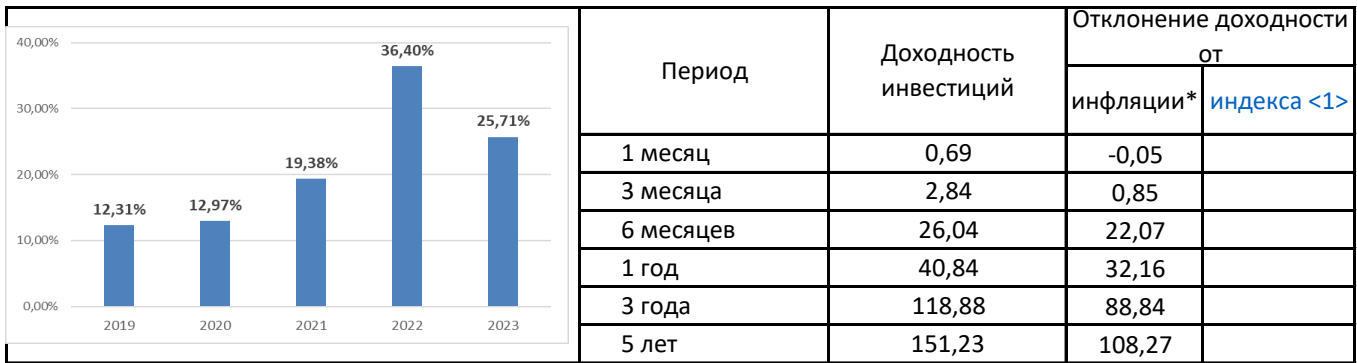 40,00%
30,00%
20,00%
10,00%
0,00%
12,31%
12,97%
19,38%
36,40%
25,71%
2019 2020 2021 2022 2023
Период Доходность инвестиций Отклонение доходности от
инфляции* индекса <1>
1 месяц 0,69 -0,05
3 месяца 2,84 0,85
6 месяцев 26,04 22,07
1 год 40,84 32,16
3 года 118,88 88,84
5 лет 151,23 108,27